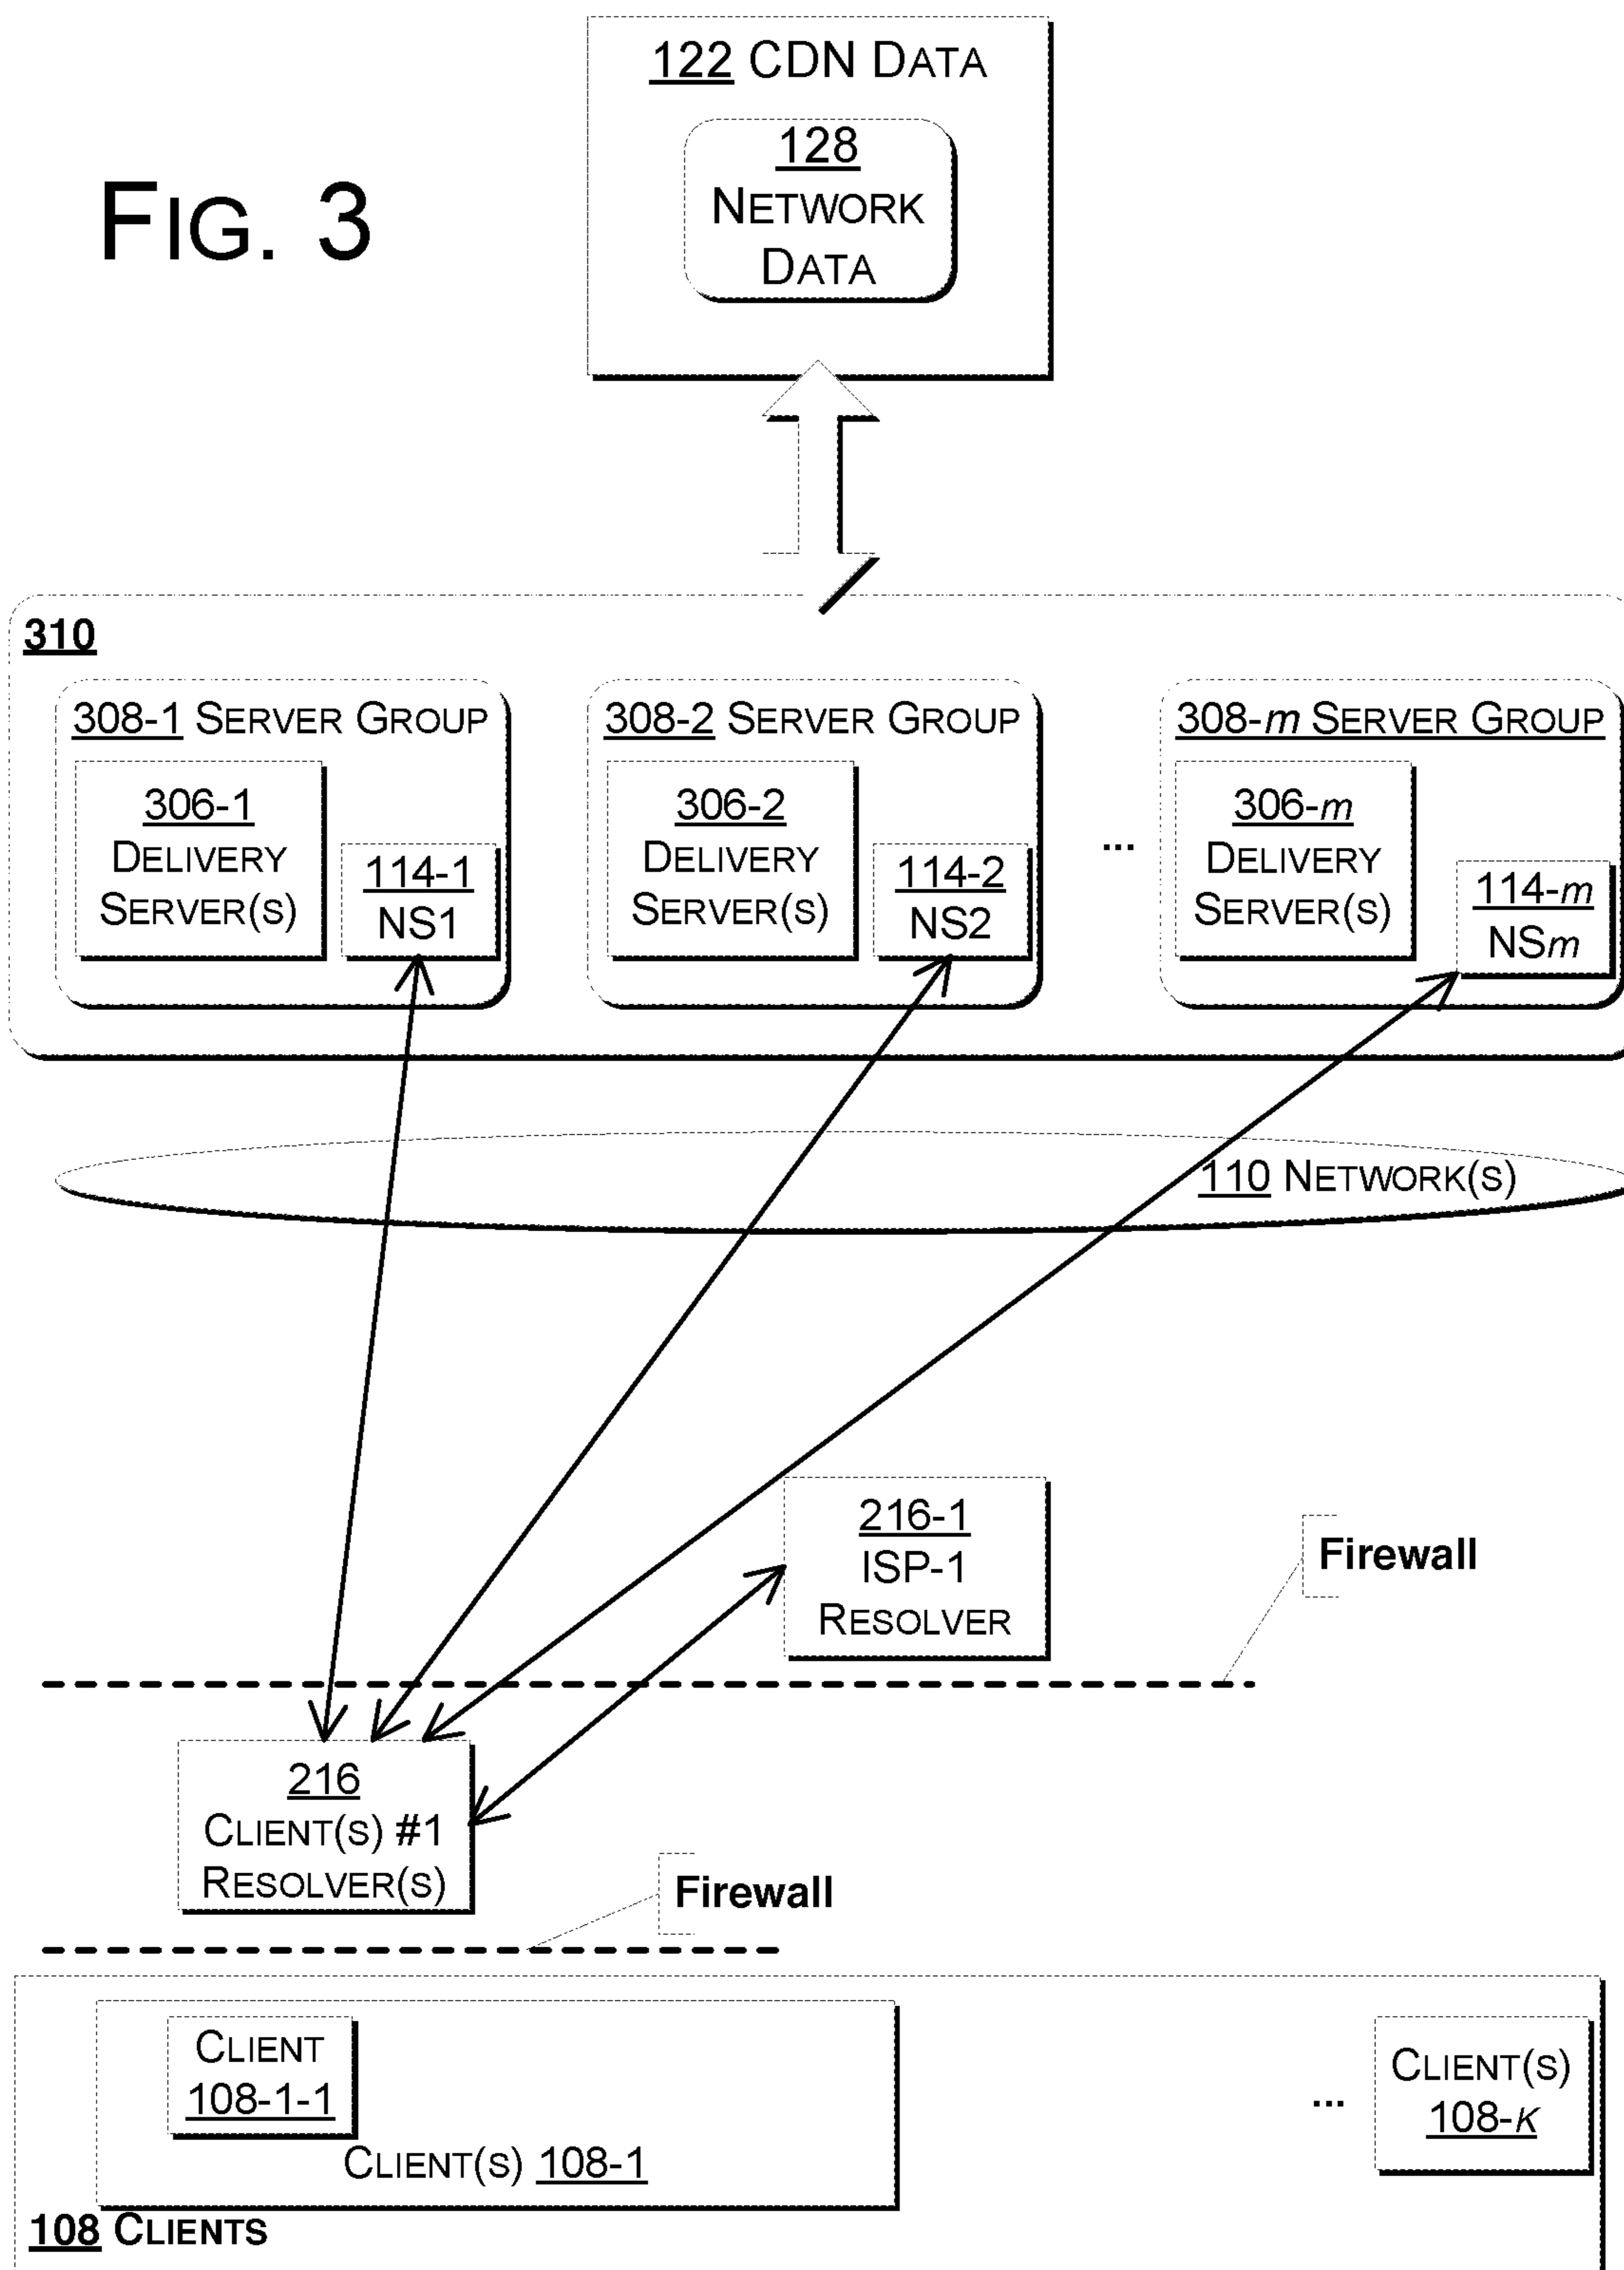 122 CDN DATA
128
NETWORK
DATA
FIG. 3
310
308-1 SERVER GROUP
306-1
DELIVERY
SERVER(S)
114-1
NS1
308-2 SERVER GROUP
306-2
DELIVERY
SERVER(S)
114-2
NS2
...
308-m SERVER GROUP
306-m
DELIVERY
SERVER(S)
114-m
NSm
110 NETWORK(S)
216-1
ISP-1
RESOLVER
Firewall
216
CLIENT(S) #1
RESOLVER(S)
Firewall
CLIENT
108-1-1
CLIENT(S) 108-1
...
CLIENT(S)
108-K
108 CLIENTS